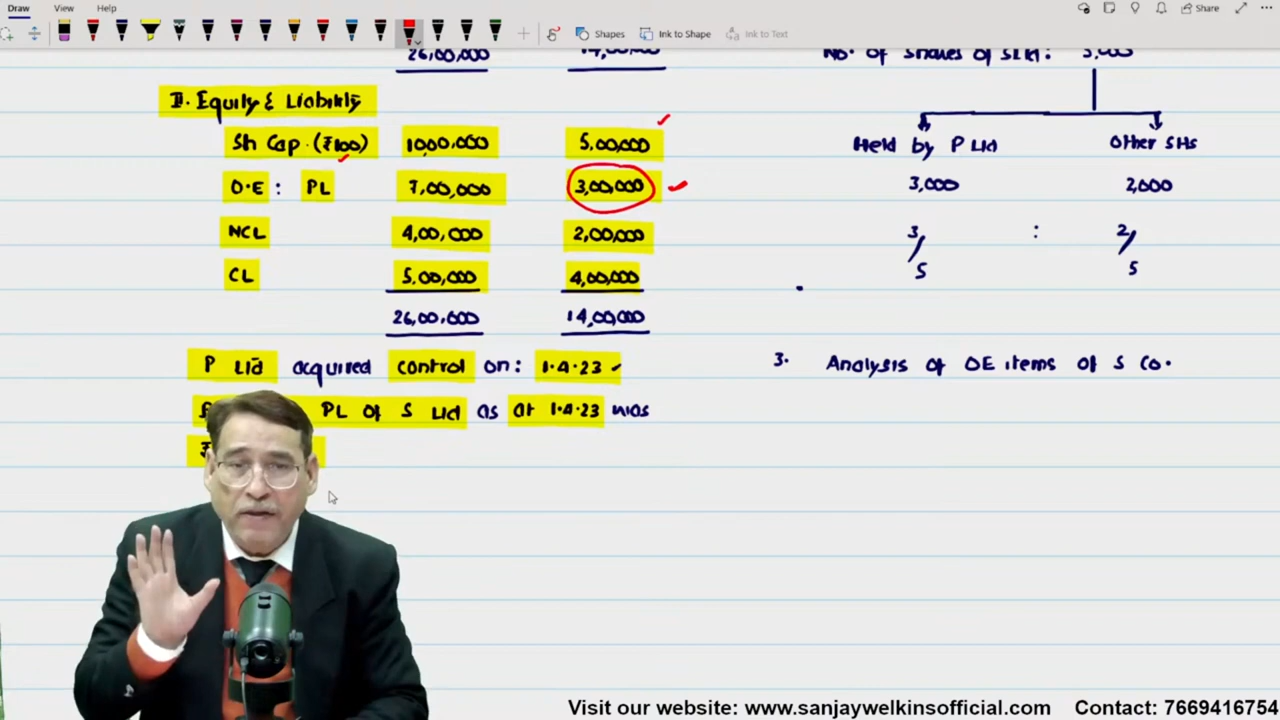 Draw View Help Share
Shapes Ink to Shape Ink to Text
26,00,000 14,00,000
No. of shares of SLtd: 5,000
II. Equity & Liability
Sh Cap. (₹100) 1000,000 5,00,000
O.E : PL 7,00,000 3,00,000
NCL 4,00,000 2,00,000
CL 5,00,000 4,00,000
26,00,000 14,00,000
Held by P Ltd Other SHs
3,000 2,000
3/5 : 2/5
P Ltd acquired control on: 1.4.23
PL of S Ltd as at 1.4.23 was
₹
3. Analysis of OE items of S Co.
Visit our website: www.sanjaywelkinsofficial.com Contact: 7669416754